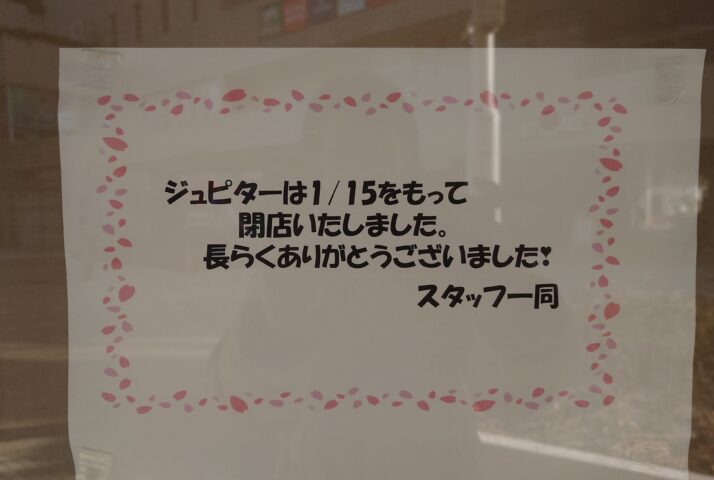 ジュピターは1/15をもって
閉店いたしました。
長らくありがとうございました♥
スタッフ一同